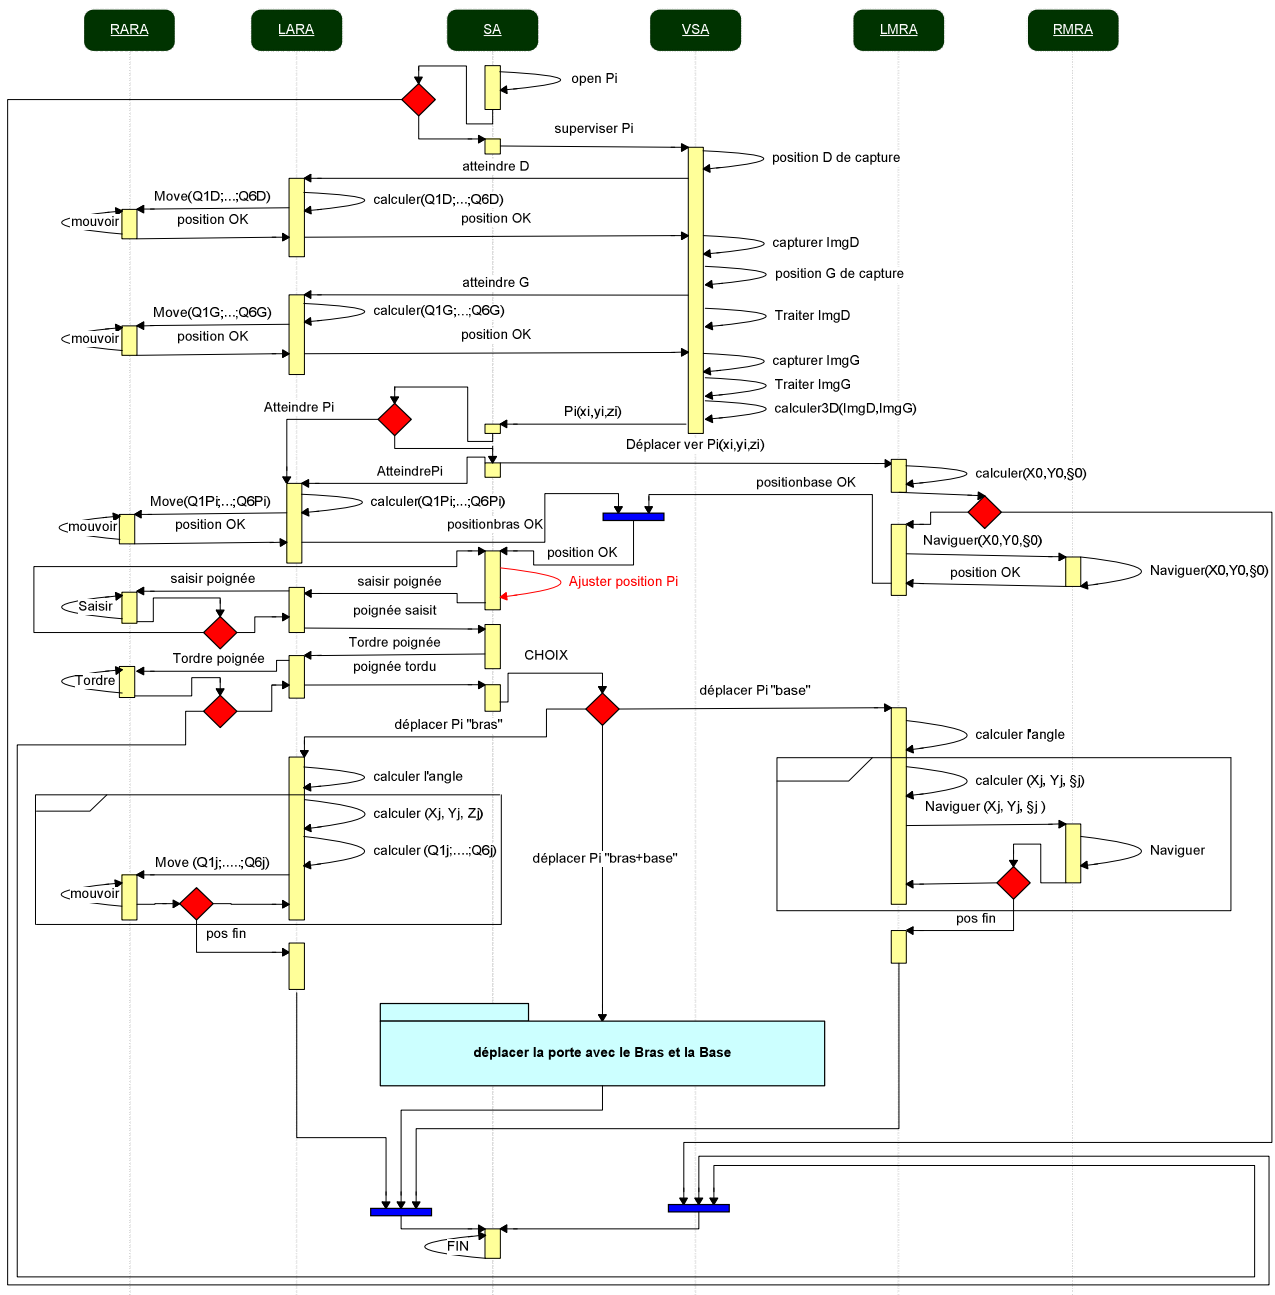 RARA LARA SA VSA LMRA RMRA
open Pi
superviser Pi
position D de capture
atteindre D
Move(Q1D;...;Q6D)
calculer(Q1D;...;Q6D)
mouvoir
position OK
position OK
capturer ImgD
position G de capture
atteindre G
Move(Q1G;...;Q6G)
calculer(Q1G;...;Q6G)
Traiter ImgD
mouvoir
position OK
position OK
capturer ImgG
Traiter ImgG
Atteindre Pi
Pi(xi,yi,zi)
calculer3D(ImgD,ImgG)
Déplacer ver Pi(xi,yi,zi)
AtteindrePi
calculer(X0,Y0,§0)
positionbase OK
Move(Q1Pi;...;Q6Pi)
calculer(Q1Pi;...;Q6Pi)
mouvoir
position OK
positionbras OK
Naviguer(X0,Y0,§0)
position OK
position OK
Naviguer(X0,Y0,§0)
saisir poignée
saisir poignée
Ajuster position Pi
Saisir
poignée saisit
Tordre poignée
Tordre poignée
CHOIX
poignée tordu
Tordre
déplacer Pi "base"
déplacer Pi "bras"
calculer l'angle
calculer l'angle
calculer (Xj, Yj, §j)
Naviguer (Xj, Yj, §j )
calculer (Xj, Yj, Zj)
calculer (Q1j;....;Q6j)
Naviguer
déplacer Pi "bras+base"
Move (Q1j;.....;Q6j)
mouvoir
pos fin
pos fin
déplacer la porte avec le Bras et la Base
FIN